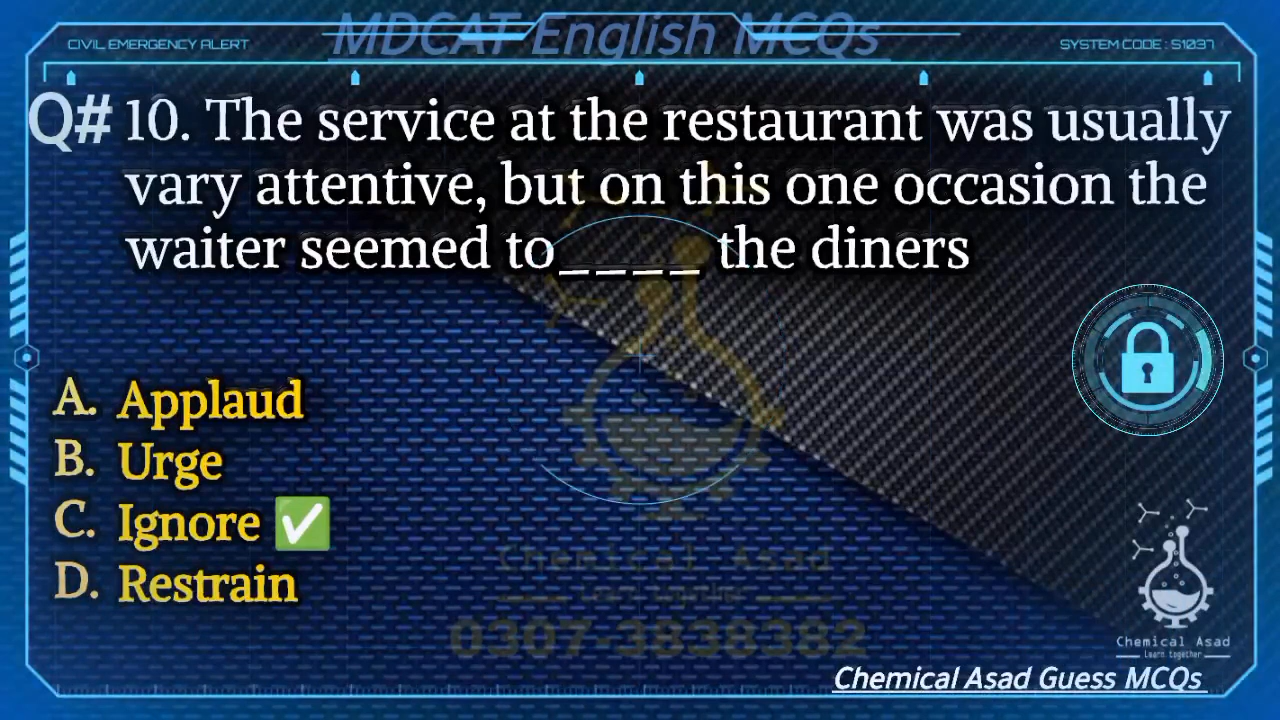 MDCAT English MCQs
CIVIL EMERGENCY ALERT
SYSTEM CODE : S1037
Q# 10. The service at the restaurant was usually
vary attentive, but on this one occasion the
waiter seemed to ____ the diners
A. Applaud
B. Urge
C. Ignore ✅
D. Restrain
Chemical Asad
Learn together
0307-3838382
Chemical Asad
Learn together
Chemical Asad Guess MCQs